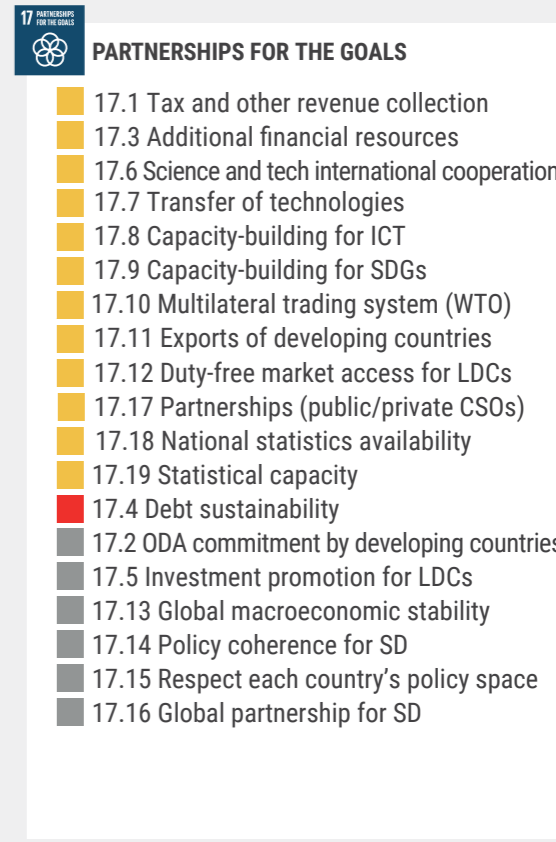 17 PARTNERSHIPS
FOR THE GOALS
PARTNERSHIPS FOR THE GOALS
17.1 Tax and other revenue collection
17.3 Additional financial resources
17.6 Science and tech international cooperation
17.7 Transfer of technologies
17.8 Capacity-building for ICT
17.9 Capacity-building for SDGs
17.10 Multilateral trading system (WTO)
17.11 Exports of developing countries
17.12 Duty-free market access for LDCs
17.17 Partnerships (public/private CSOs)
17.18 National statistics availability
17.19 Statistical capacity
17.4 Debt sustainability
17.2 ODA commitment by developing countries
17.5 Investment promotion for LDCs
17.13 Global macroeconomic stability
17.14 Policy coherence for SD
17.15 Respect each country’s policy space
17.16 Global partnership for SD